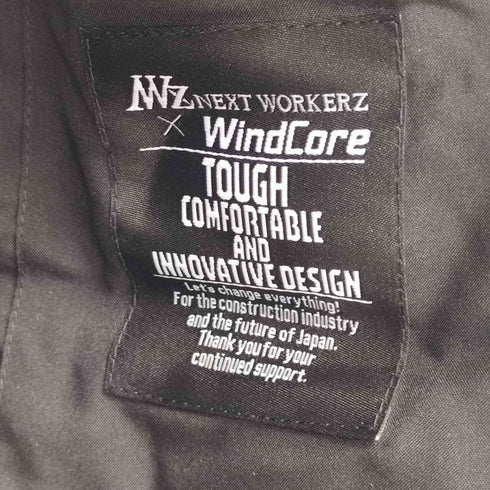 NWZ NEXT WORKERZ
× WindCore
TOUGH
COMFORTABLE
AND
INNOVATIVE DESIGN
Let's change everything!
For the construction industry
and the future of Japan.
Thank you for your
continued support.